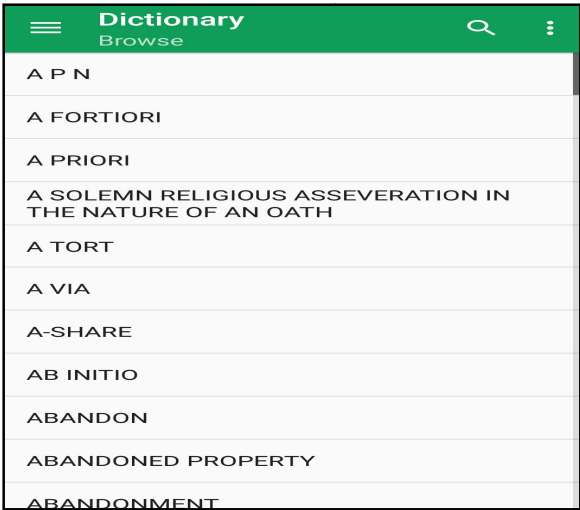 Dictionary
Browse
A P N
A FORTIORI
A PRIORI
A SOLEMN RELIGIOUS ASSEVERATION IN
THE NATURE OF AN OATH
A TORT
A VIA
A-SHARE
AB INITIO
ABANDON
ABANDONED PROPERTY
ABANDONMENT